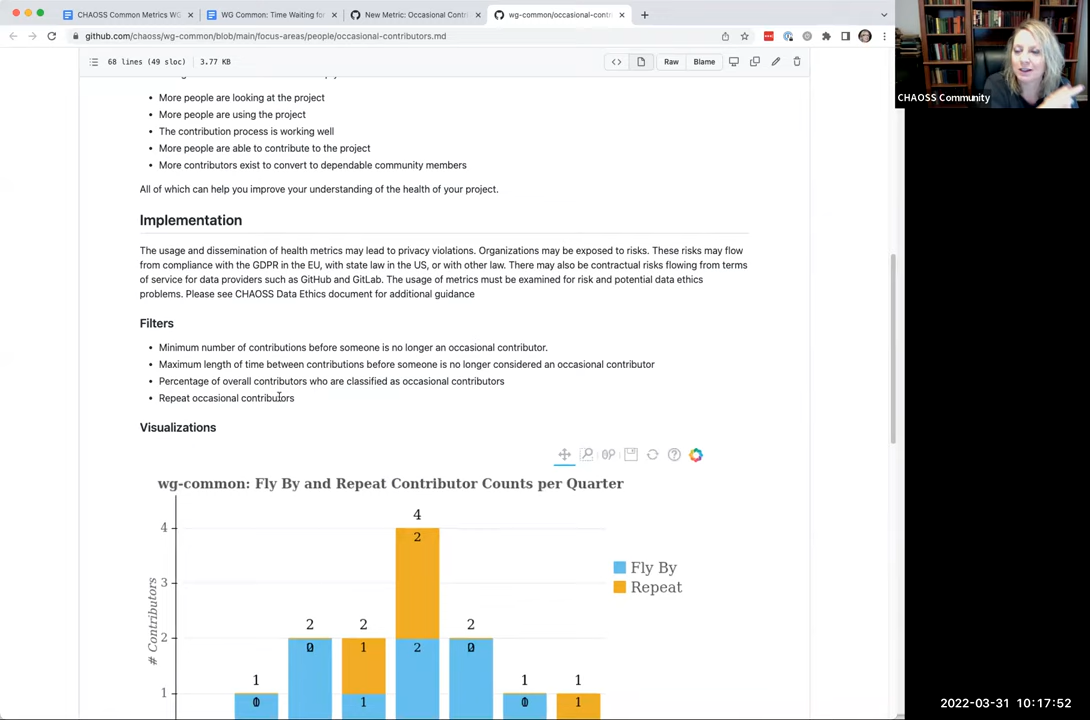 CHAOSS Common Metrics WG
WG Common: Time Waiting for
New Metric: Occasional Contri
wg-common/occasional-contri
github.com/chaoss/wg-common/blob/main/focus-areas/people/occasional-contributors.md
68 lines (49 sloc)
3.77 KB
Raw
Blame
CHAOSS Community
More people are looking at the project
More people are using the project
The contribution process is working well
More people are able to contribute to the project
More contributors exist to convert to dependable community members
All of which can help you improve your understanding of the health of your project.
Implementation
The usage and dissemination of health metrics may lead to privacy violations. Organizations may be exposed to risks. These risks may flow
from compliance with the GDPR in the EU, with state law in the US, or with other law. There may also be contractual risks flowing from terms
of service for data providers such as GitHub and GitLab. The usage of metrics must be examined for risk and potential data ethics
problems. Please see CHAOSS Data Ethics document for additional guidance
Filters
Minimum number of contributions before someone is no longer an occasional contributor.
Maximum length of time between contributions before someone is no longer considered an occasional contributor
Percentage of overall contributors who are classified as occasional contributors
Repeat occasional contributors
Visualizations
wg-common: Fly By and Repeat Contributor Counts per Quarter
# Contributors
4
3
2
1
4
2
2
2
2
1
2
1
1
1
1
1
Fly By
Repeat
2022-03-31 10:17:52